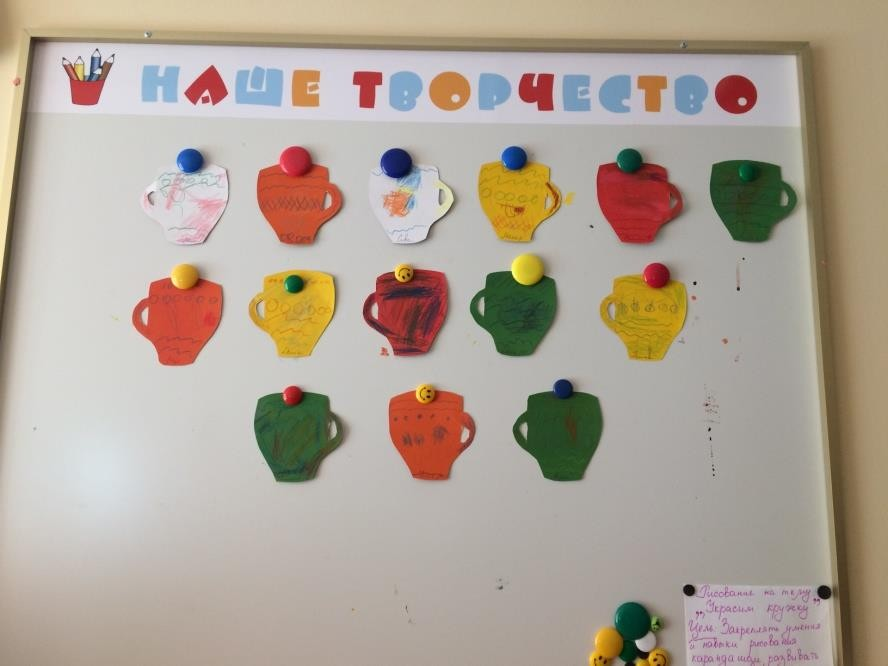 НАШЕ ТВОРЧЕСТВО
Рисование на тему
„Украсим кружку”
Цель: Закреплять умения
и навыки рисования
карандашом, развивать